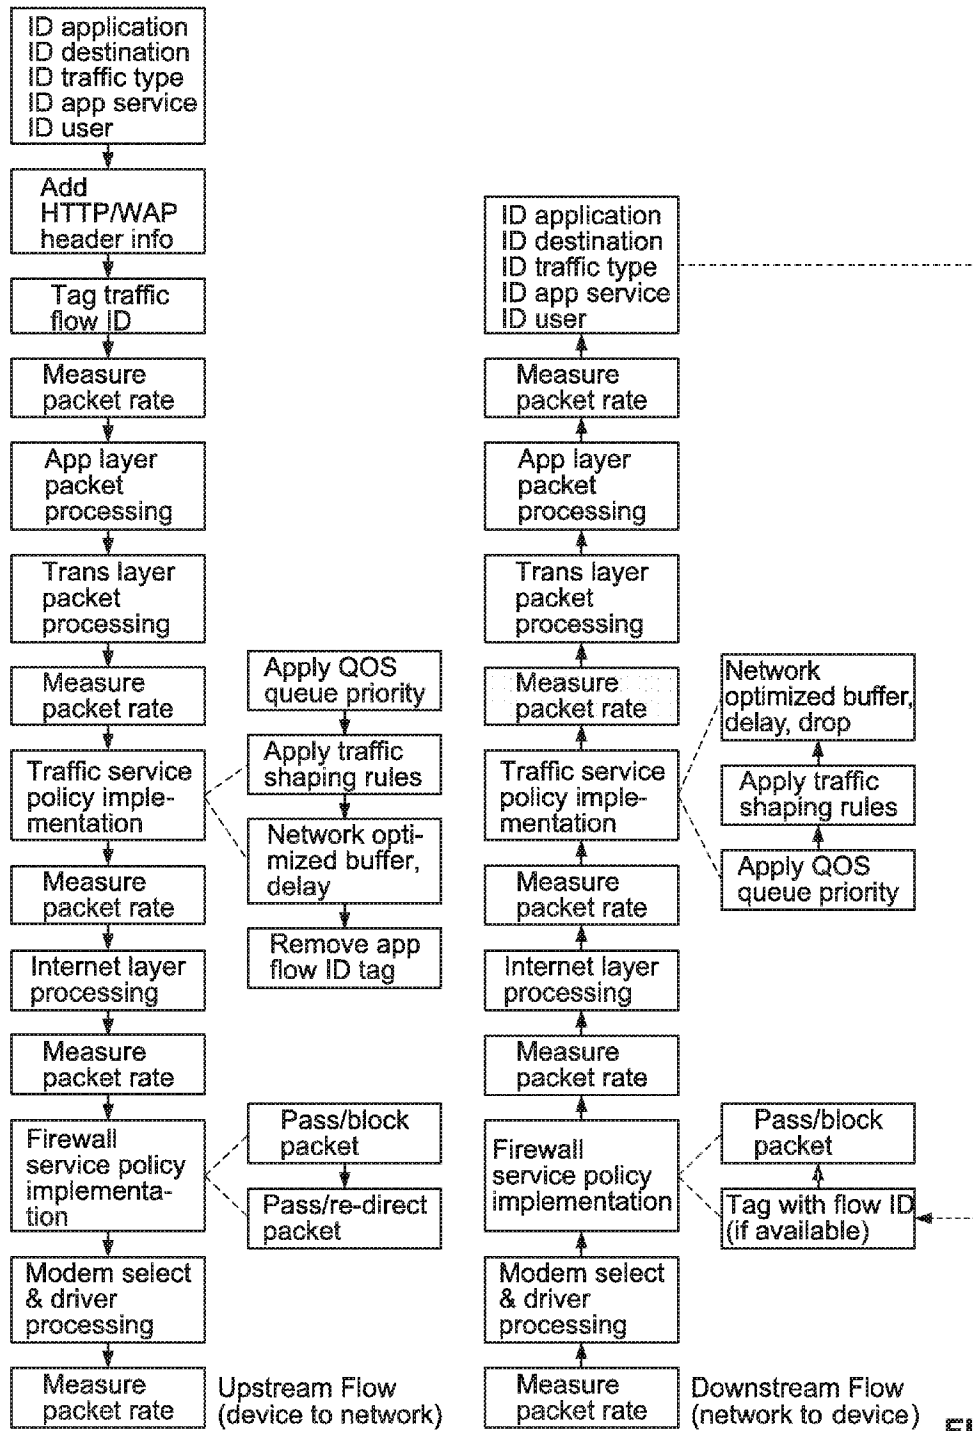 ID application
ID destination
ID traffic type
ID app service
ID user
Add
HTTP/WAP
header info
Tag traffic
flow ID
Measure
packet rate
App layer
packet
processing
Trans layer
packet
processing
Measure
packet rate
Traffic service
policy imple-
mentation
Measure
packet rate
Internet layer
processing
Measure
packet rate
Firewall
service policy
implementa-
tion
Modem select
& driver
processing
Measure
packet rate
Apply QOS
queue priority
Apply traffic
shaping rules
Network opti-
mized buffer,
delay
Remove app
flow ID tag
Pass/block
packet
Pass/re-direct
packet
Upstream Flow
(device to network)
ID application
ID destination
ID traffic type
ID app service
ID user
Measure
packet rate
App layer
packet
processing
Trans layer
packet
processing
Measure
packet rate
Traffic service
policy imple-
mentation
Measure
packet rate
Internet layer
processing
Measure
packet rate
Firewall
service policy
implementation
Modem select
& driver
processing
Measure
packet rate
Network
optimized buffer,
delay, drop
Apply traffic
shaping rules
Apply QOS
queue priority
Pass/block
packet
Tag with flow ID
(if available)
Downstream Flow
(network to device)